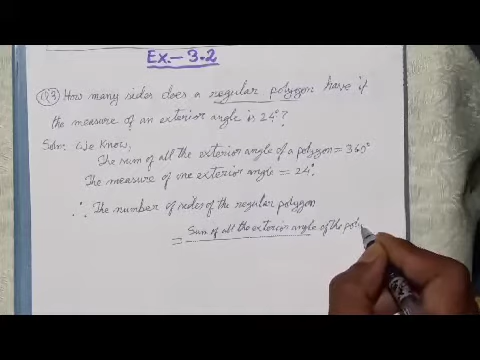 Ex.- 3.2
Q3 How many sides does a regular polygon have if
the measure of an exterior angle is 24°?
Soln: We know,
The sum of all the exterior angle of a polygon = 360°
The measure of one exterior angle = 24°.
∴ The number of sides of the regular polygon
= Sum of all the exterior angle of the poly